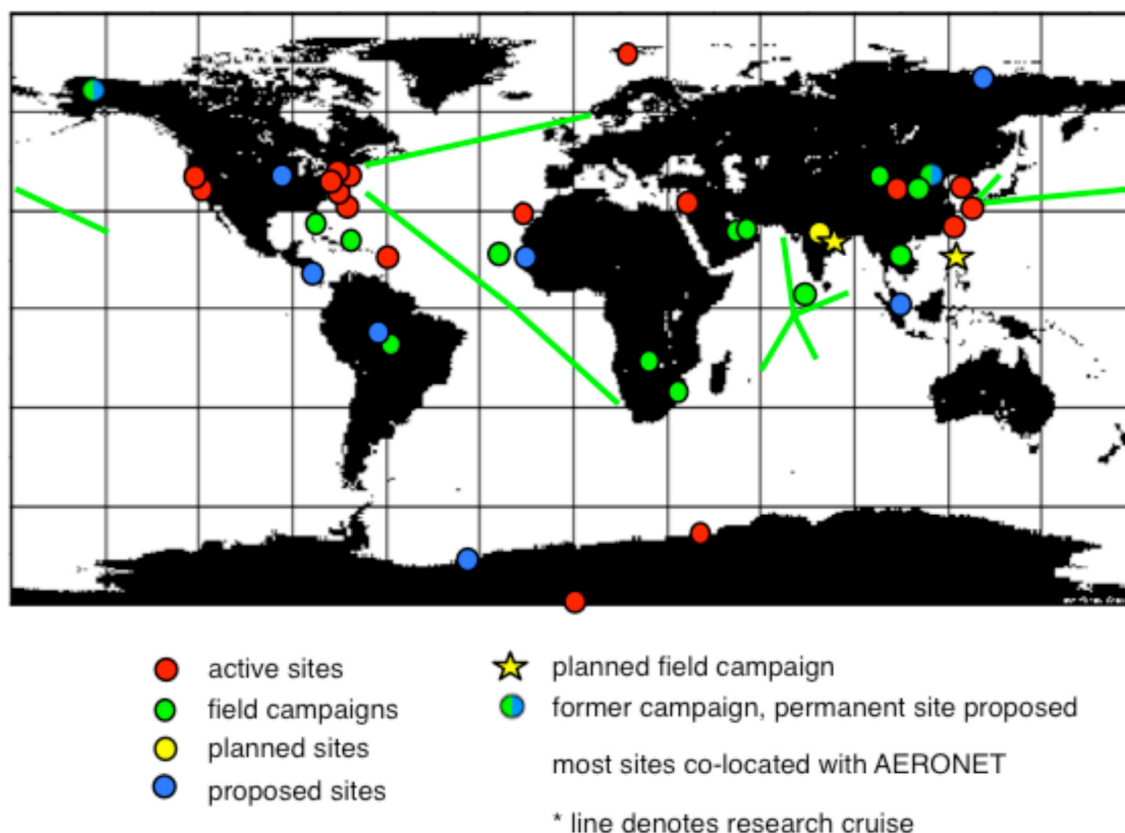 active sites
field campaigns
planned sites
proposed sites
planned field campaign
former campaign, permanent site proposed
most sites co-located with AERONET
* line denotes research cruise